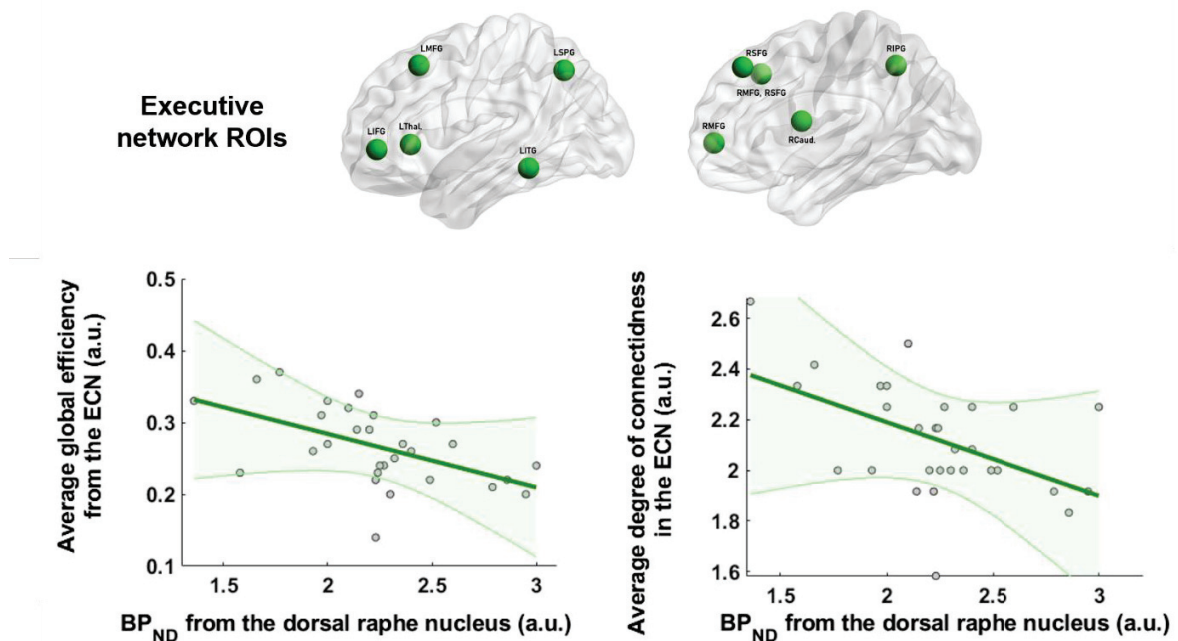 Executive
network ROIs
LMFG
LSPG
LIFG
LThal.
LITG
RSFG
RIPG
RMFG, RSFG
RMFG
RCaud.
Average global efficiency
from the ECN (a.u.)
0.5
0.4
0.3
0.2
0.1
1.5 2 2.5 3
BP_ND from the dorsal raphe nucleus (a.u.)
Average degree of connectidness
in the ECN (a.u.)
2.6
2.4
2.2
2
1.8
1.6
1.5 2 2.5 3
BP_ND from the dorsal raphe nucleus (a.u.)